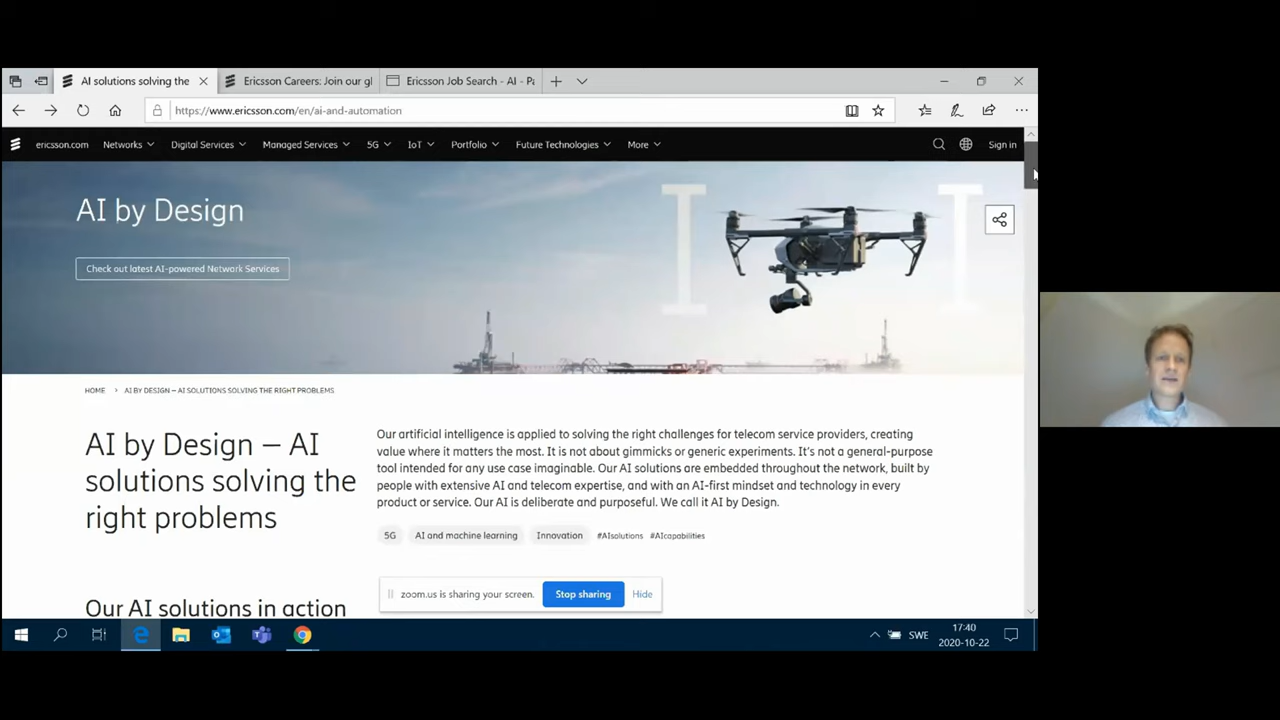 AI solutions solving the
Ericsson Careers: Join our gl
Ericsson Job Search - AI - Pa
https://www.ericsson.com/en/ai-and-automation
ericsson.com Networks Digital Services Managed Services 5G IoT Portfolio Future Technologies More Sign in
AI by Design
Check out latest AI-powered Network Services
HOME > AI BY DESIGN – AI SOLUTIONS SOLVING THE RIGHT PROBLEMS
AI by Design – AI
solutions solving the
right problems
Our artificial intelligence is applied to solving the right challenges for telecom service providers, creating
value where it matters the most. It is not about gimmicks or generic experiments. It's not a general-purpose
tool intended for any use case imaginable. Our AI solutions are embedded throughout the network, built by
people with extensive AI and telecom expertise, and with an AI-first mindset and technology in every
product or service. Our AI is deliberate and purposeful. We call it AI by Design.
5G AI and machine learning Innovation #AIsolutions #AIcapabilities
Our AI solutions in action
zoom.us is sharing your screen. Stop sharing Hide
SWE
17:40
2020-10-22